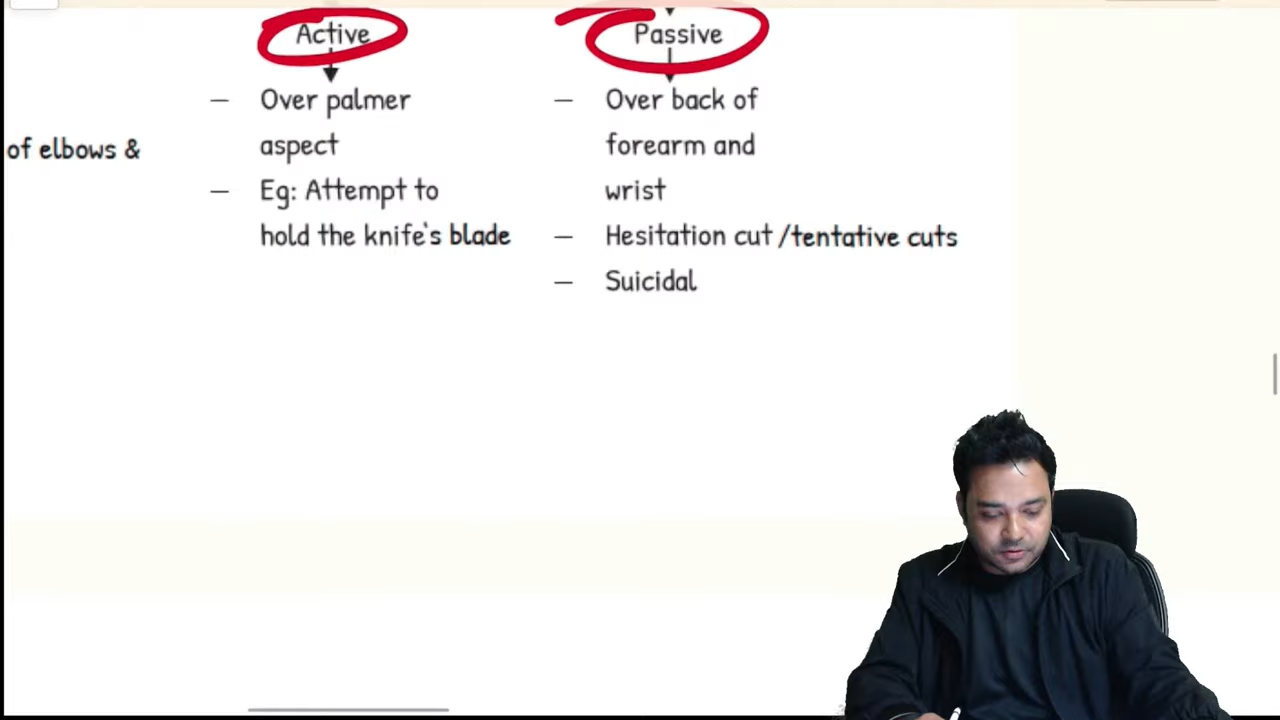 Active
Passive
of elbows &
— Over palmer
aspect
— Eg: Attempt to
hold the knife's blade
— Over back of
forearm and
wrist
— Hesitation cut /tentative cuts
— Suicidal